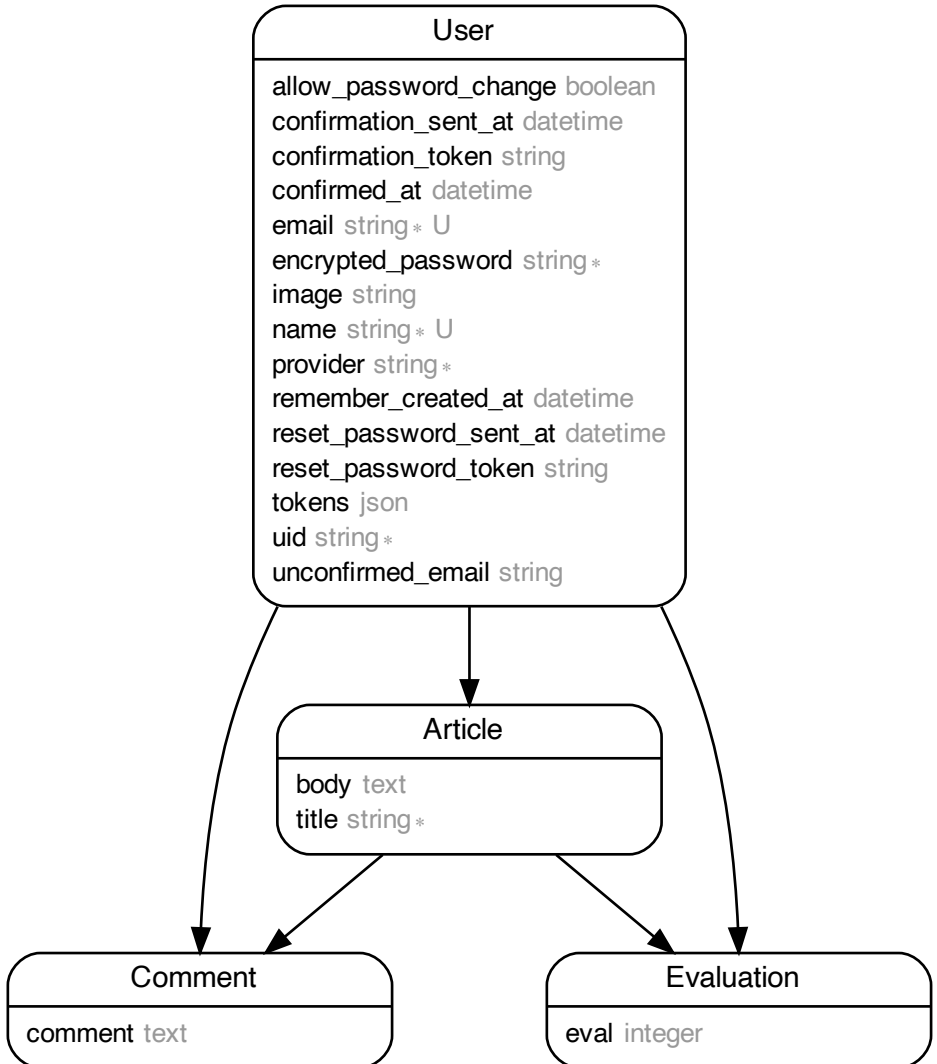 User
allow_password_change boolean
confirmation_sent_at datetime
confirmation_token string
confirmed_at datetime
email string∗ U
encrypted_password string∗
image string
name string∗ U
provider string∗
remember_created_at datetime
reset_password_sent_at datetime
reset_password_token string
tokens json
uid string∗
unconfirmed_email string
Article
body text
title string∗
Comment
comment text
Evaluation
eval integer